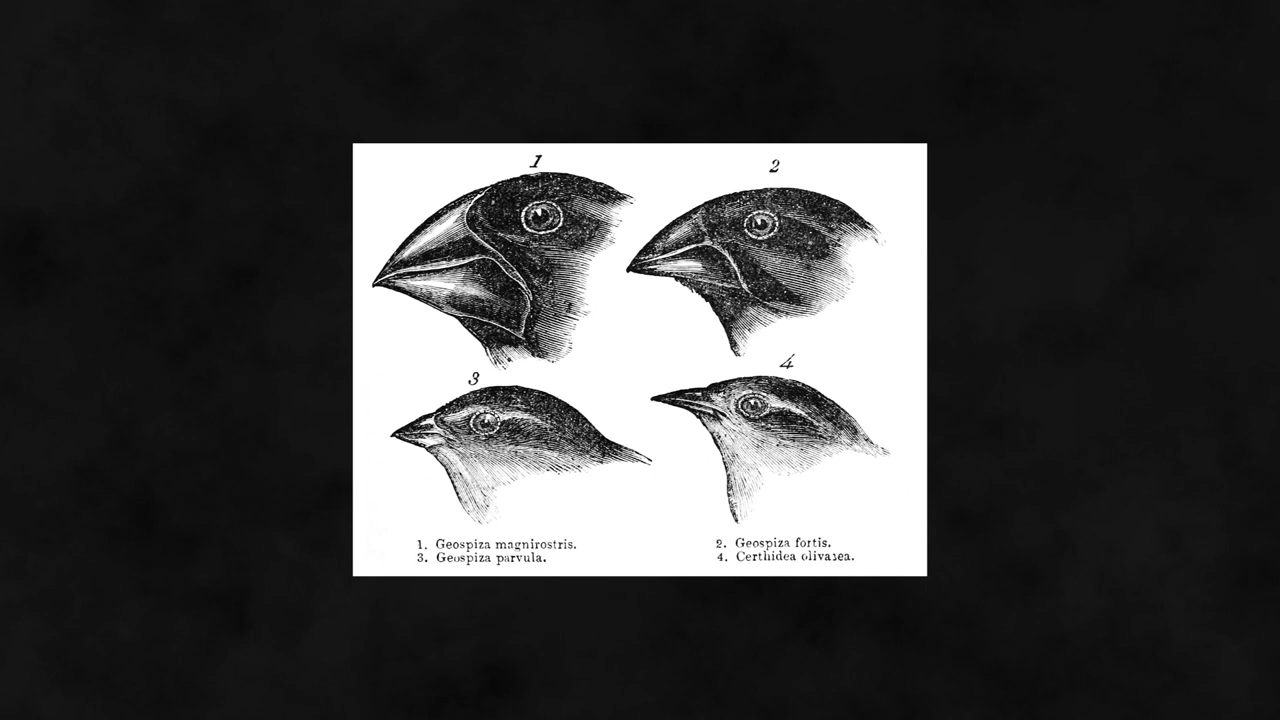 1
2
3
4
1. Geospiza magnirostris.
2. Geospiza fortis.
3. Geospiza parvula.
4. Certhidea olivasea.